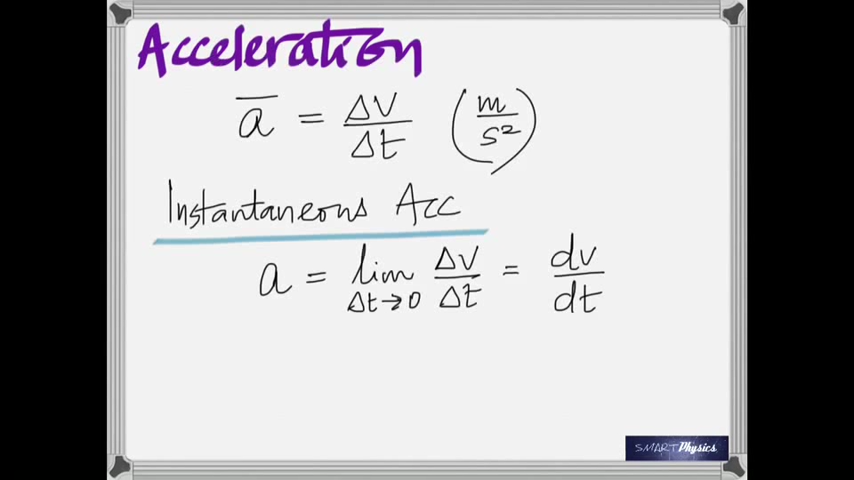 Acceleration
a̅ = Δv/Δt (m/s²)
Instantaneous Acc
a = lim Δt→0 Δv/Δt = dv/dt
SMARTPhysics